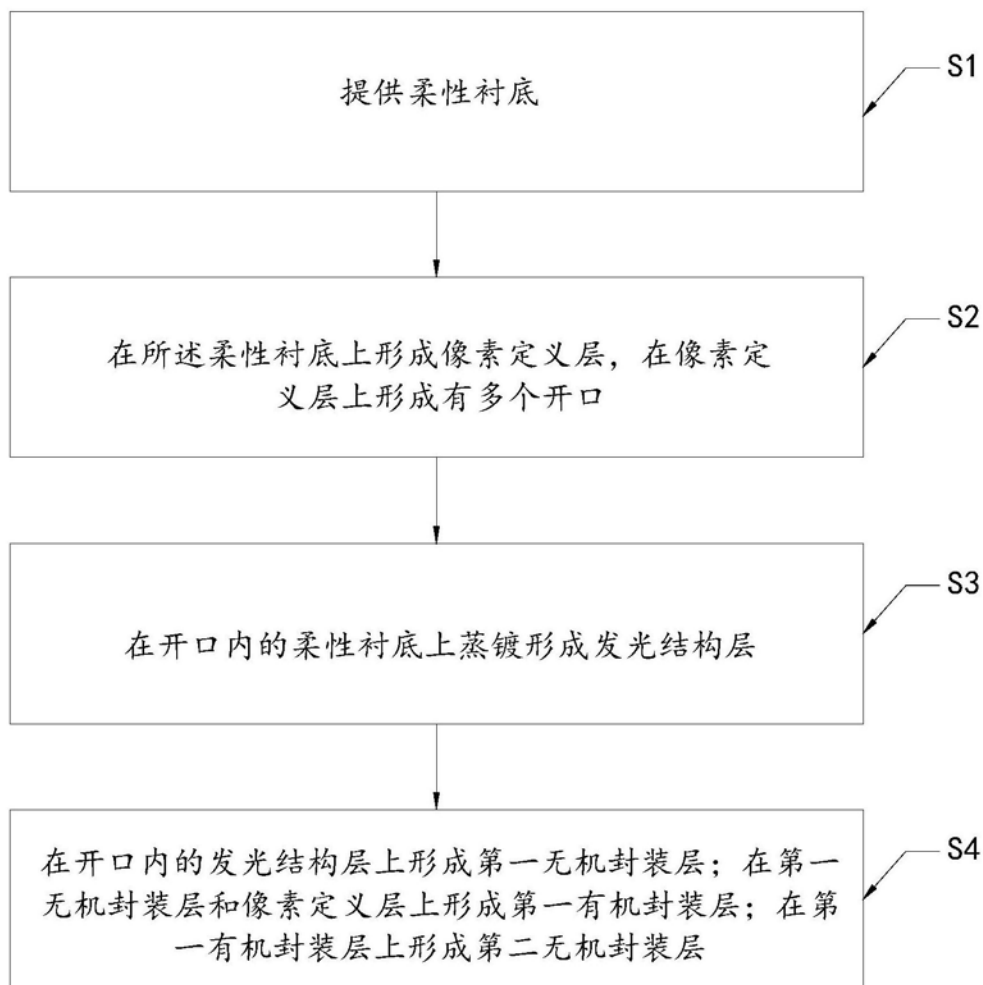 提供柔性衬底
S1
在所述柔性衬底上形成像素定义层，在像素定
义层上形成有多个开口
S2
在开口内的柔性衬底上蒸镀形成发光结构层
S3
在开口内的发光结构层上形成第一无机封装层；在第一
无机封装层和像素定义层上形成第一有机封装层；在第
一有机封装层上形成第二无机封装层
S4